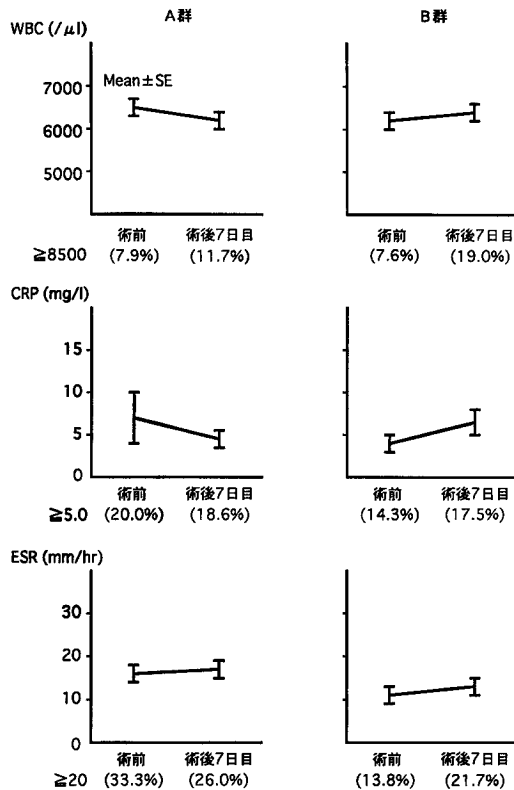 A群 B群
WBC (/μl)
Mean±SE
7000
6000
5000
術前 術後7日目 術前 術後7日目
≧8500 (7.9%) (11.7%) (7.6%) (19.0%)
CRP (mg/l)
15
10
5
0
術前 術後7日目 術前 術後7日目
≧5.0 (20.0%) (18.6%) (14.3%) (17.5%)
ESR (mm/hr)
30
20
10
0
術前 術後7日目 術前 術後7日目
≧20 (33.3%) (26.0%) (13.8%) (21.7%)